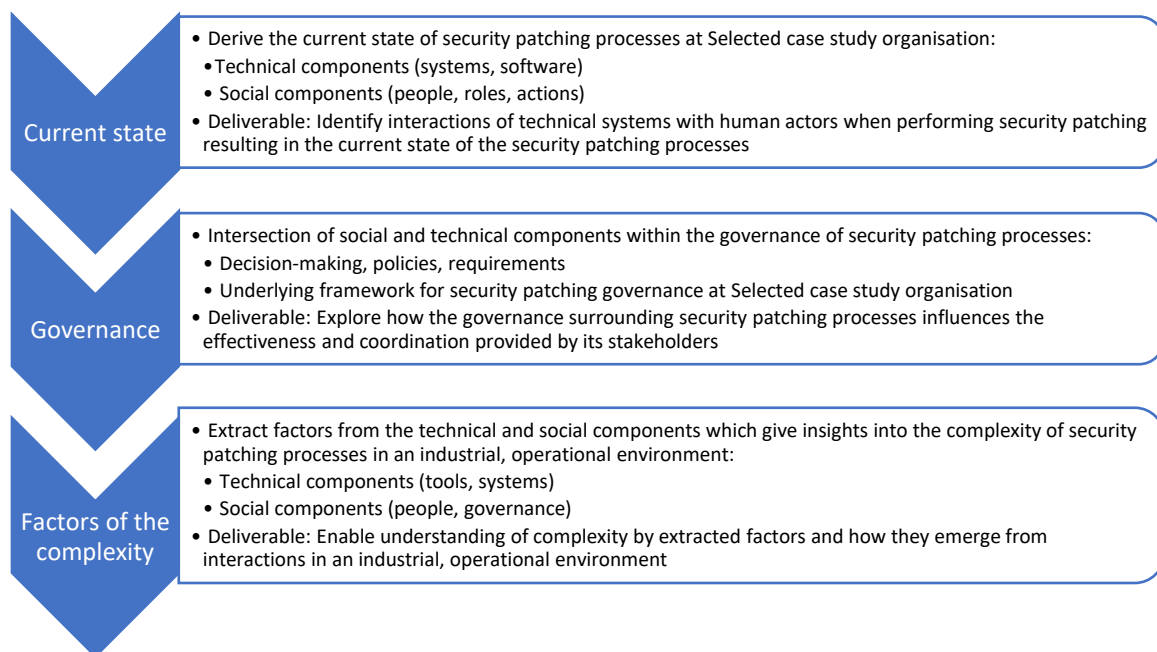 Current state
• Derive the current state of security patching processes at Selected case study organisation:
•Technical components (systems, software)
• Social components (people, roles, actions)
• Deliverable: Identify interactions of technical systems with human actors when performing security patching
resulting in the current state of the security patching processes
Governance
• Intersection of social and technical components within the governance of security patching processes:
• Decision-making, policies, requirements
• Underlying framework for security patching governance at Selected case study organisation
• Deliverable: Explore how the governance surrounding security patching processes influences the
effectiveness and coordination provided by its stakeholders
Factors of the
complexity
• Extract factors from the technical and social components which give insights into the complexity of security
patching processes in an industrial, operational environment:
• Technical components (tools, systems)
• Social components (people, governance)
• Deliverable: Enable understanding of complexity by extracted factors and how they emerge from
interactions in an industrial, operational environment